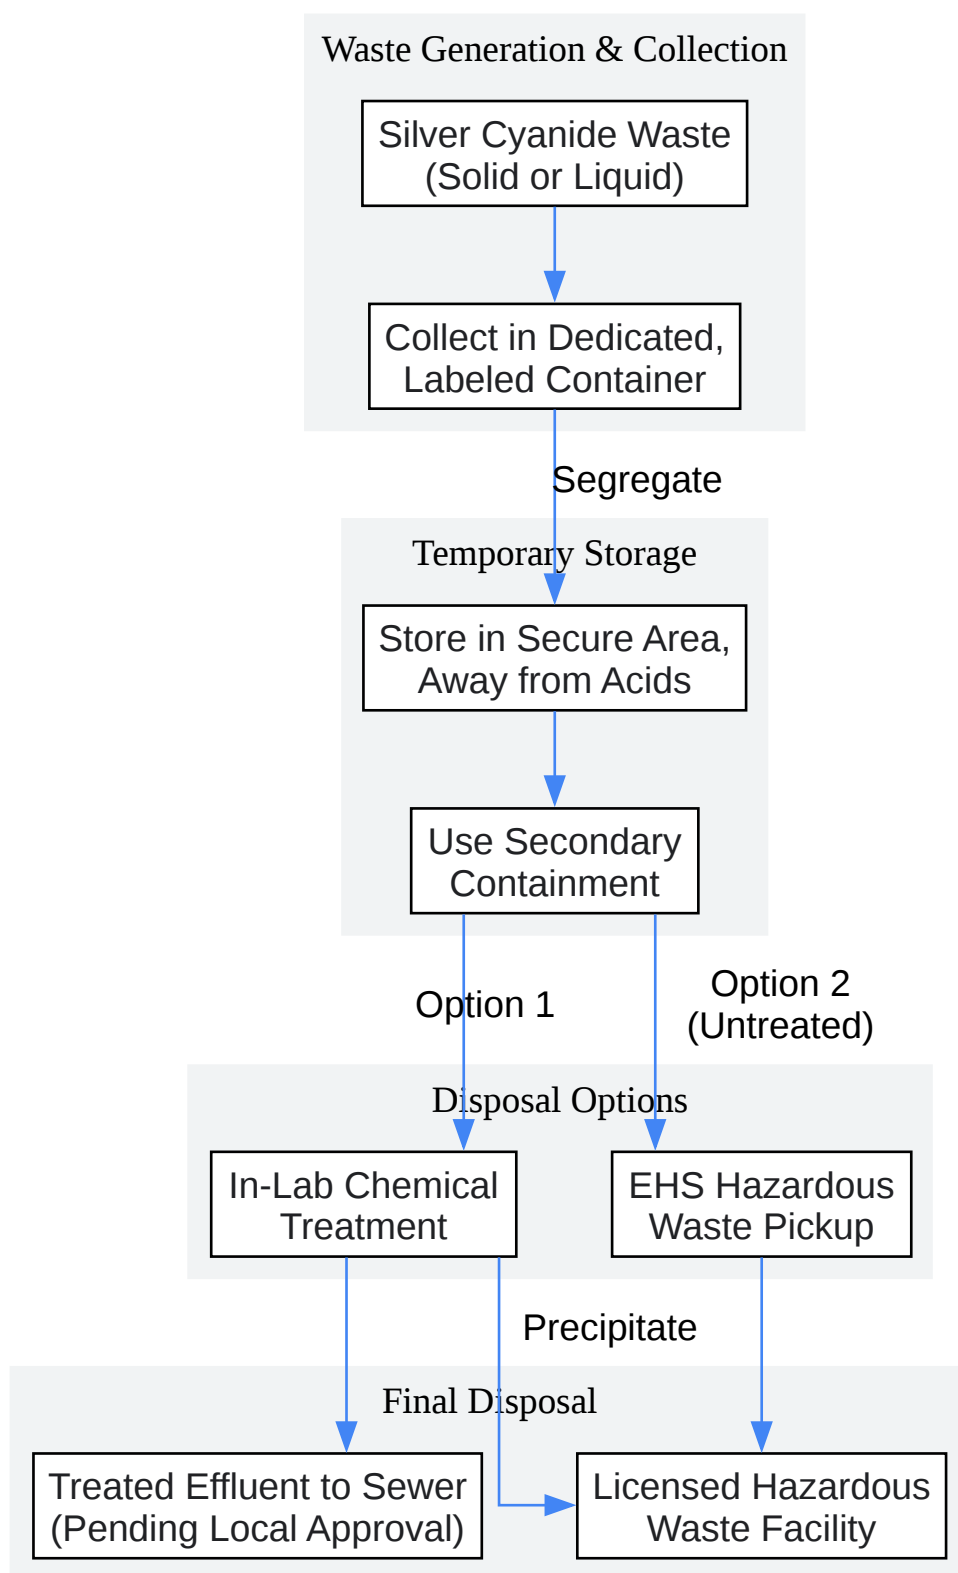 Waste Generation & Collection
Silver Cyanide Waste
(Solid or Liquid)
Collect in Dedicated,
Labeled Container
Segregate
Temporary Storage
Store in Secure Area,
Away from Acids
Use Secondary
Containment
Option 1
Option 2
(Untreated)
Disposal Options
In-Lab Chemical
Treatment
EHS Hazardous
Waste Pickup
Precipitate
Final Disposal
Treated Effluent to Sewer
(Pending Local Approval)
Licensed Hazardous
Waste Facility